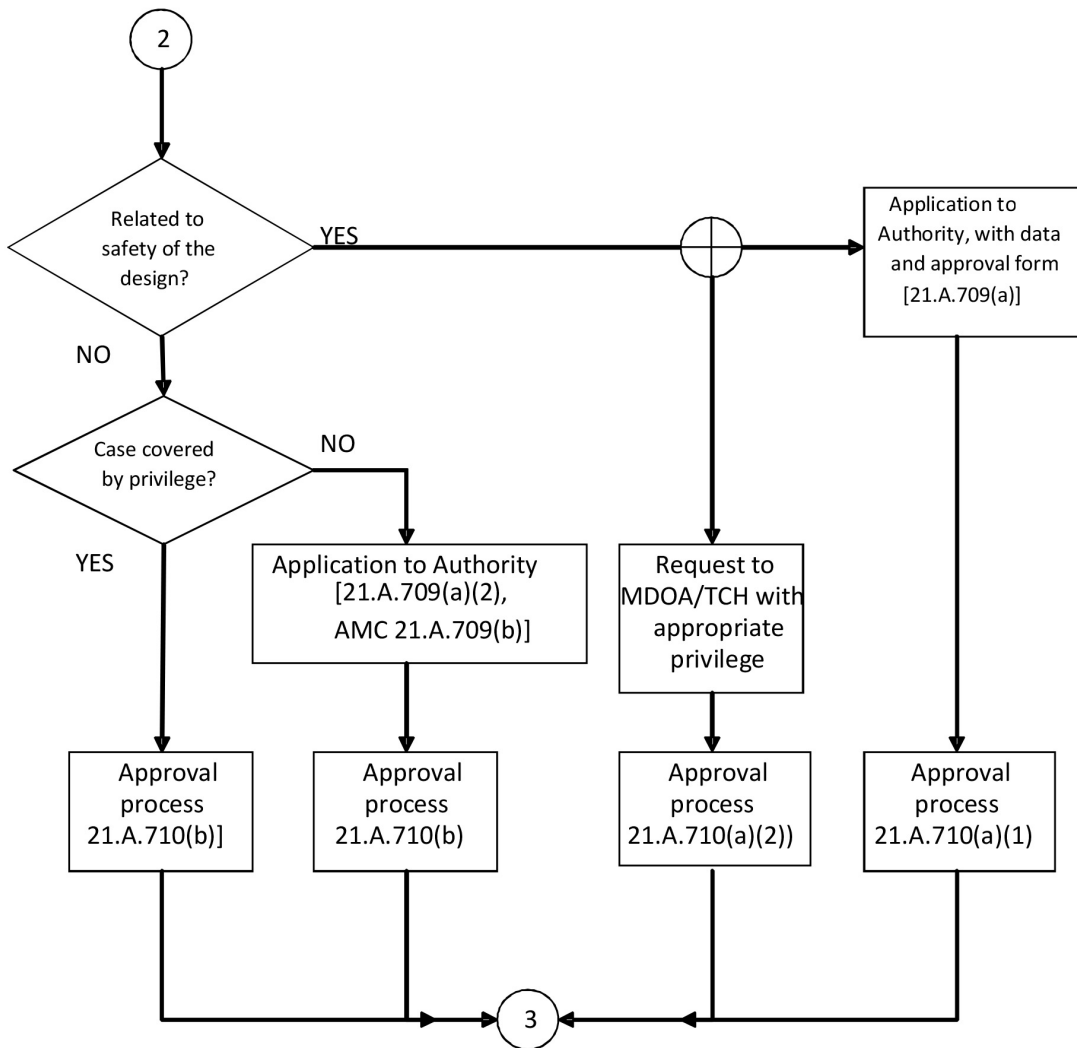 2
Related to
safety of the
design?
YES
Application to
Authority, with data
and approval form
[21.A.709(a)]
NO
Case covered
by privilege?
NO
YES
Application to Authority
[21.A.709(a)(2),
AMC 21.A.709(b)]
Request to
MDOA/TCH with
appropriate
privilege
Approval
process
21.A.710(b)]
Approval
process
21.A.710(b)
Approval
process
21.A.710(a)(2))
Approval
process
21.A.710(a)(1)
3